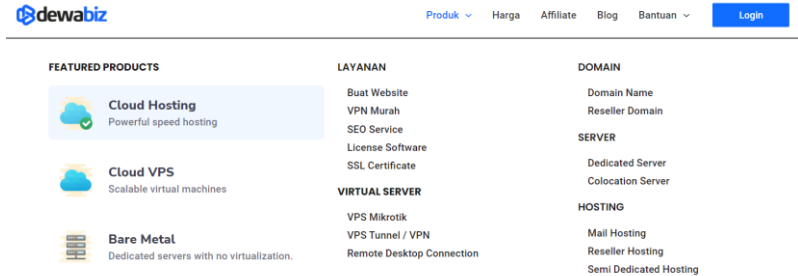 dewabiz
Produk Harga Affiliate Blog Bantuan Login
FEATURED PRODUCTS
Cloud Hosting
Powerful speed hosting
Cloud VPS
Scalable virtual machines
Bare Metal
Dedicated servers with no virtualization.
LAYANAN
Buat Website
VPN Murah
SEO Service
License Software
SSL Certificate
VIRTUAL SERVER
VPS Mikrotik
VPS Tunnel / VPN
Remote Desktop Connection
DOMAIN
Domain Name
Reseller Domain
SERVER
Dedicated Server
Colocation Server
HOSTING
Mail Hosting
Reseller Hosting
Semi Dedicated Hosting